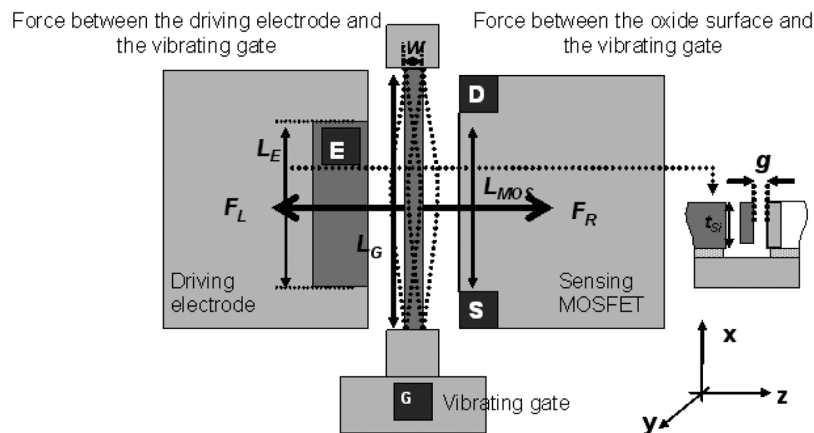 Force between the driving electrode and
the vibrating gate
Force between the oxide surface and
the vibrating gate
w
D
L_E
E
g
L_MOS
F_L
F_R
t_Si
L_G
Driving
electrode
Sensing
MOSFET
S
x
G
Vibrating gate
z
y